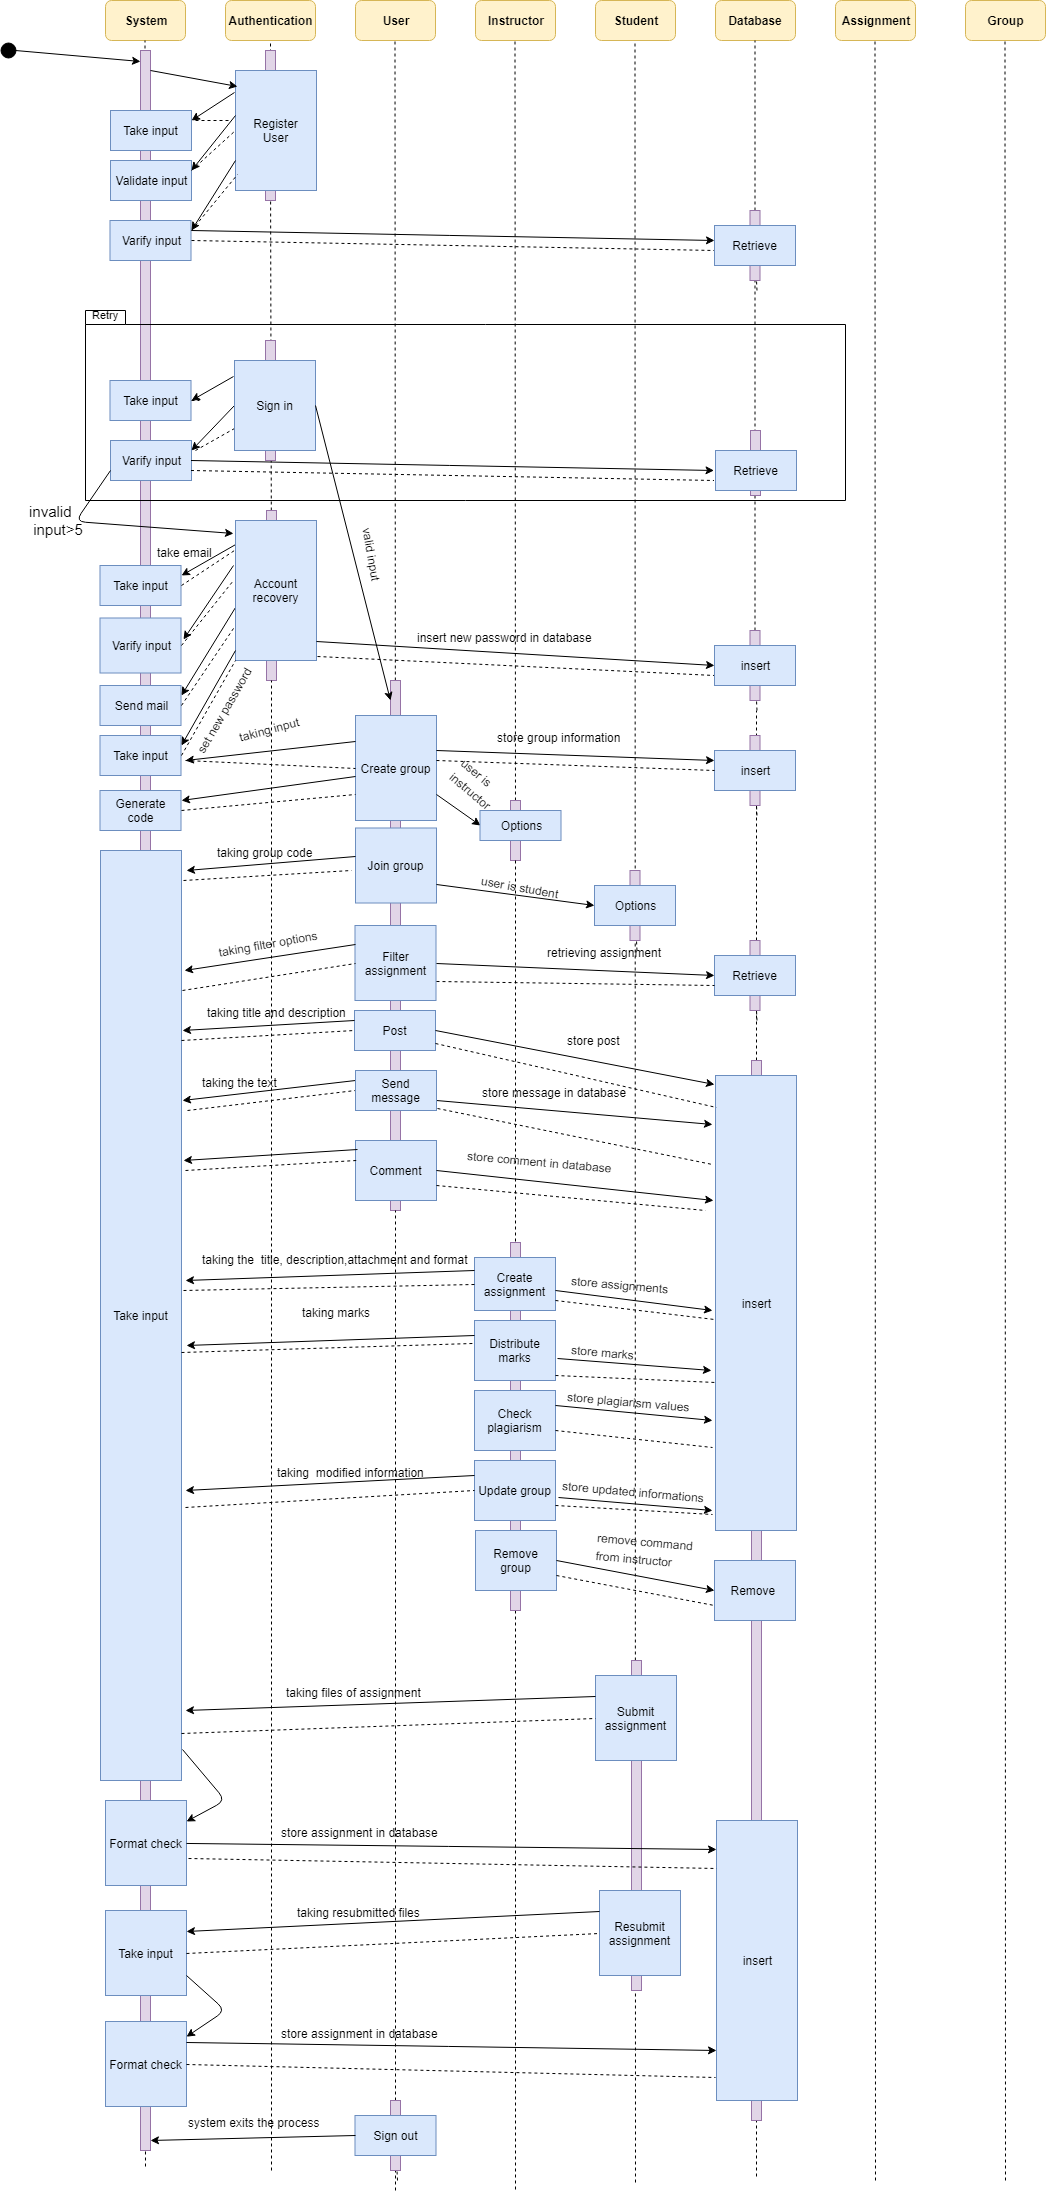 System
Authentication
User
Instructor
Student
Database
Assignment
Group
Register
User
Take input
Validate input
Varify input
Retrieve
Retry
Take input
Sign in
Varify input
Retrieve
invalid
input>5
valid input
take email
Take input
Account
recovery
Varify input
insert new password in database
insert
Send mail
set new password
Take input
taking input
Create group
store group information
insert
user is
instructor
Generate
code
Options
taking group code
Join group
user is student
Options
taking filter options
Filter
assignment
retrieving assignment
Retrieve
taking title and description
Post
store post
taking the text
Send
message
store message in database
Comment
store comment in database
taking the  title, description,attachment and format
Create
assignment
store assignments
Take input
insert
taking marks
Distribute
marks
store marks
Check
plagiarism
store plagiarism values
taking  modified information
Update group
store updated informations
Remove
group
remove command
from instructor
Remove
taking files of assignment
Submit
assignment
Format check
store assignment in database
taking resubmitted files
Resubmit
assignment
Take input
insert
store assignment in database
Format check
system exits the process
Sign out